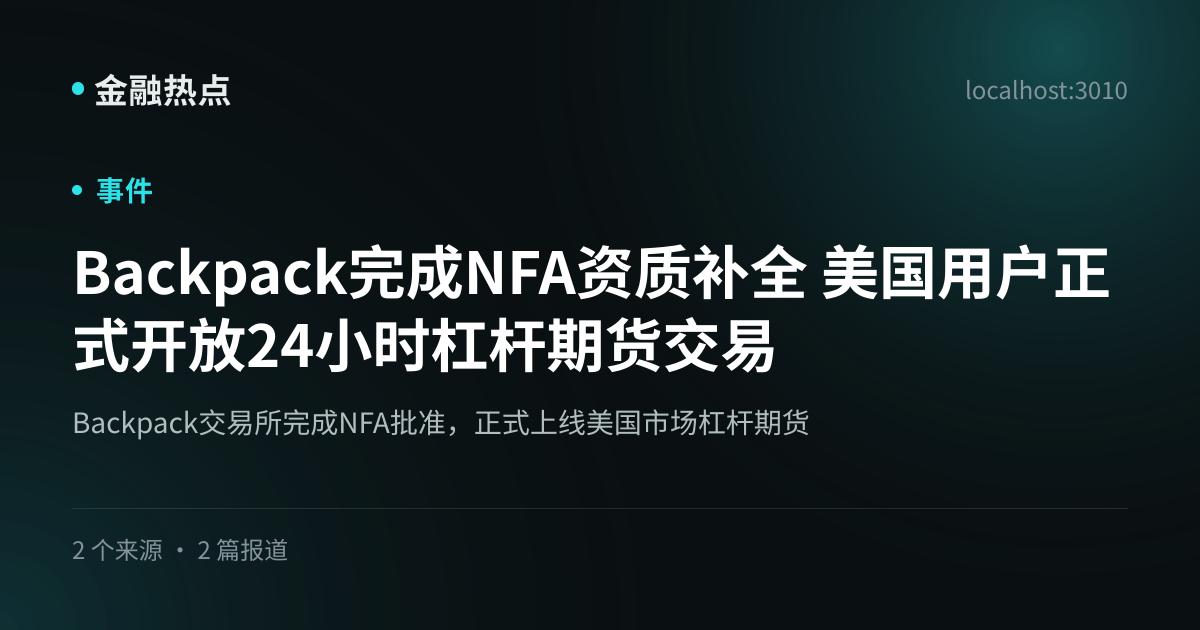 金融热点
localhost:3010
事件
Backpack完成NFA资质补全 美国用户正
式开放24小时杠杆期货交易
Backpack交易所完成NFA批准，正式上线美国市场杠杆期货
2 个来源 • 2 篇报道